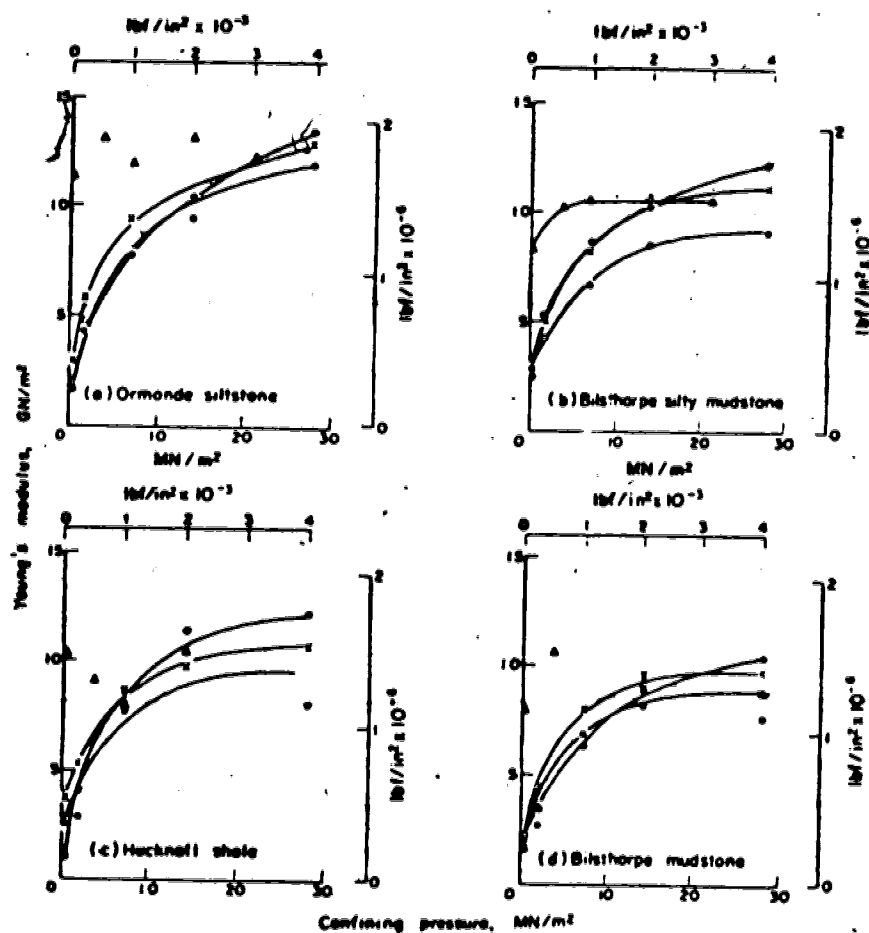 lbf/in² x 10⁻³
0 1 2 3 4
15
10
5
0
2
1
0
lbf/in² x 10⁻⁶
(a) Ormonde siltstone
0 10 20 30
MN/m²
lbf/in² x 10⁻³
0 1 2 3 4
15
10
5
0
2
1
0
lbf/in² x 10⁻⁶
(b) Bilsthorpe silty mudstone
0 10 20 30
MN/m²
Young's modulus, GN/m²
lbf/in² x 10⁻³
0 1 2 3 4
15
10
5
0
2
1
0
lbf/in² x 10⁻⁶
(c) Hucknall shale
0 10 20 30
lbf/in² x 10⁻³
0 1 2 3 4
15
10
5
0
2
1
0
lbf/in² x 10⁻⁶
(d) Bilsthorpe mudstone
0 10 20 30
Confining pressure, MN/m²